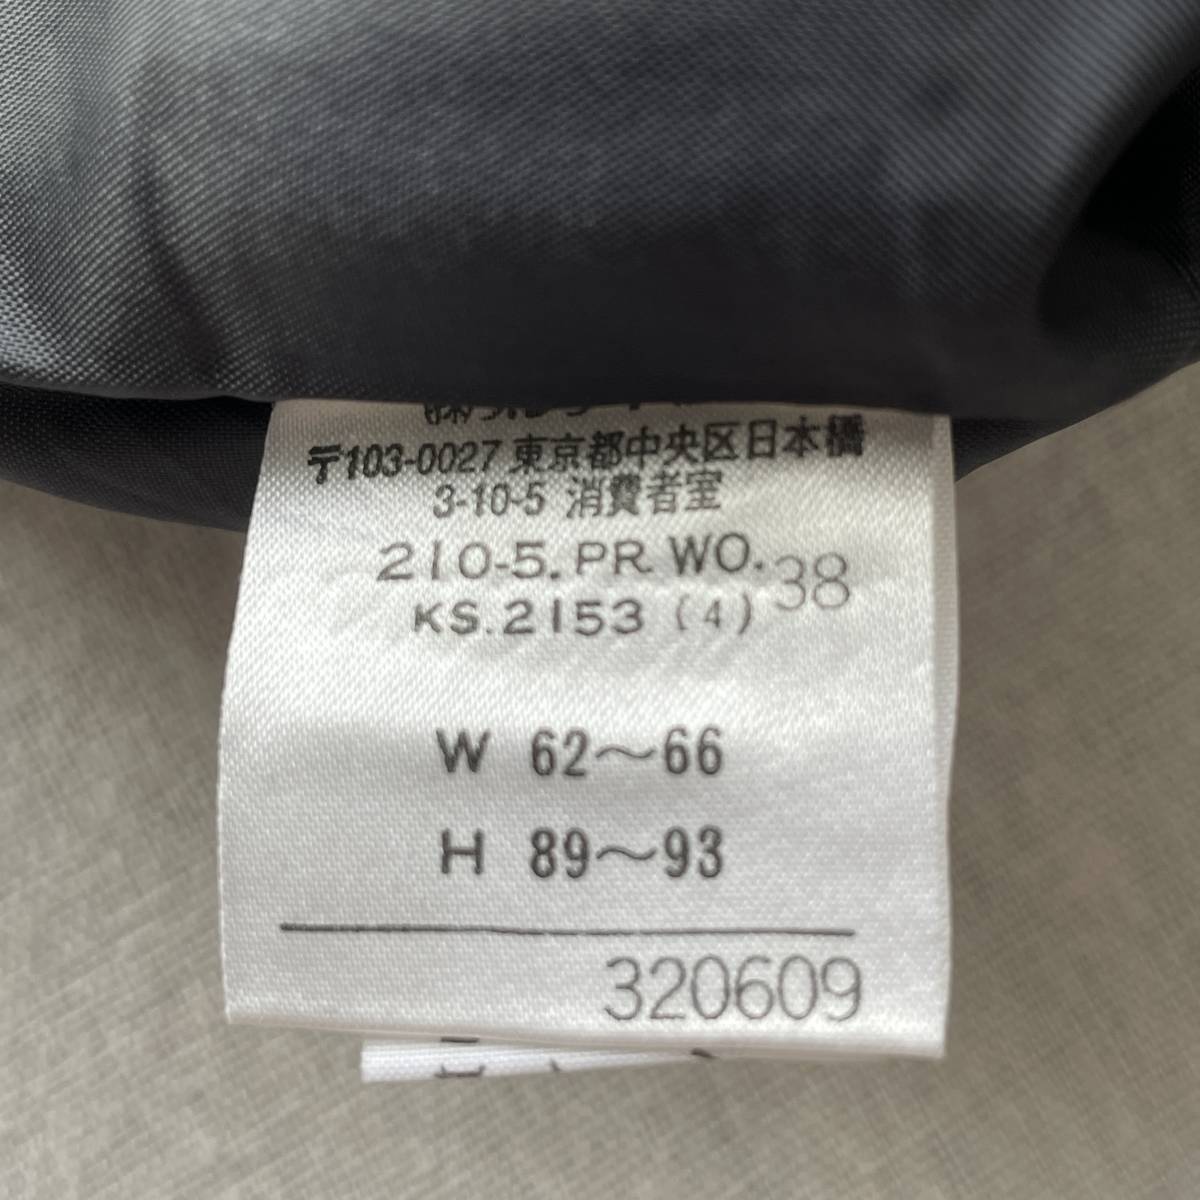 〒103-0027 東京都中央区日本橋
3-10-5 消費者室
210-5.PR.WO.38
KS.2153 (4)
W 62～66
H 89～93
320609